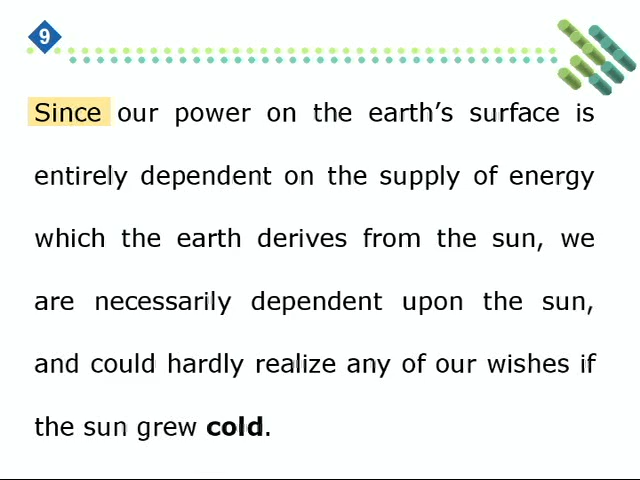 9
Since our power on the earth’s surface is
entirely dependent on the supply of energy
which the earth derives from the sun, we
are necessarily dependent upon the sun,
and could hardly realize any of our wishes if
the sun grew cold.